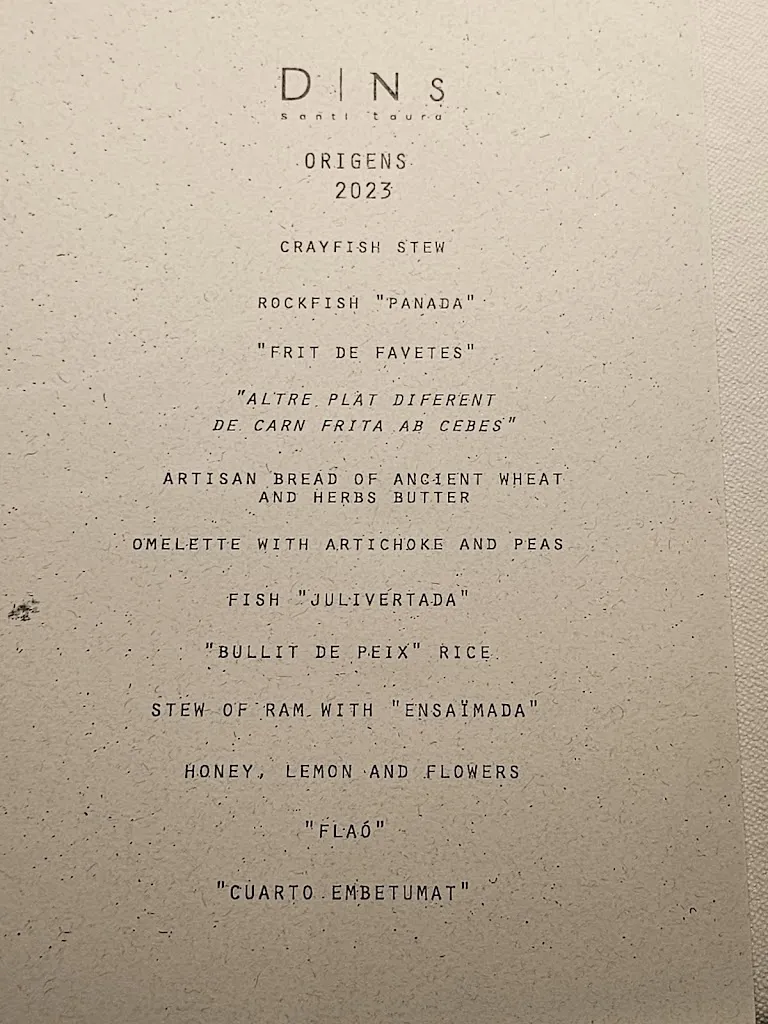 D|Ns
Santi taura
ORIGENS
2023
CRAYFISH STEW
ROCKFISH "PANADA"
"FRIT DE FAVETES"
"ALTRE PLAT DIFERENT
DE CARN FRITA AB CEBES"
ARTISAN BREAD OF ANCIENT WHEAT
AND HERBS BUTTER
OMELETTE WITH ARTICHOKE AND PEAS
FISH "JULIVERTADA"
"BULLIT DE PEIX" RICE
STEW OF RAM WITH "ENSAÏMADA"
HONEY, LEMON AND FLOWERS
"FLAÓ"
"CUARTO EMBETUMAT"